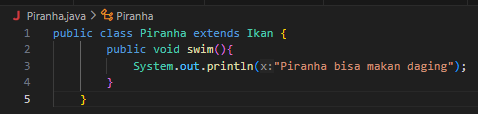 Piranha.java > Piranha
1 public class Piranha extends Ikan {
2 public void swim(){
3 System.out.println(x:"Piranha bisa makan daging");
4 }
5 }